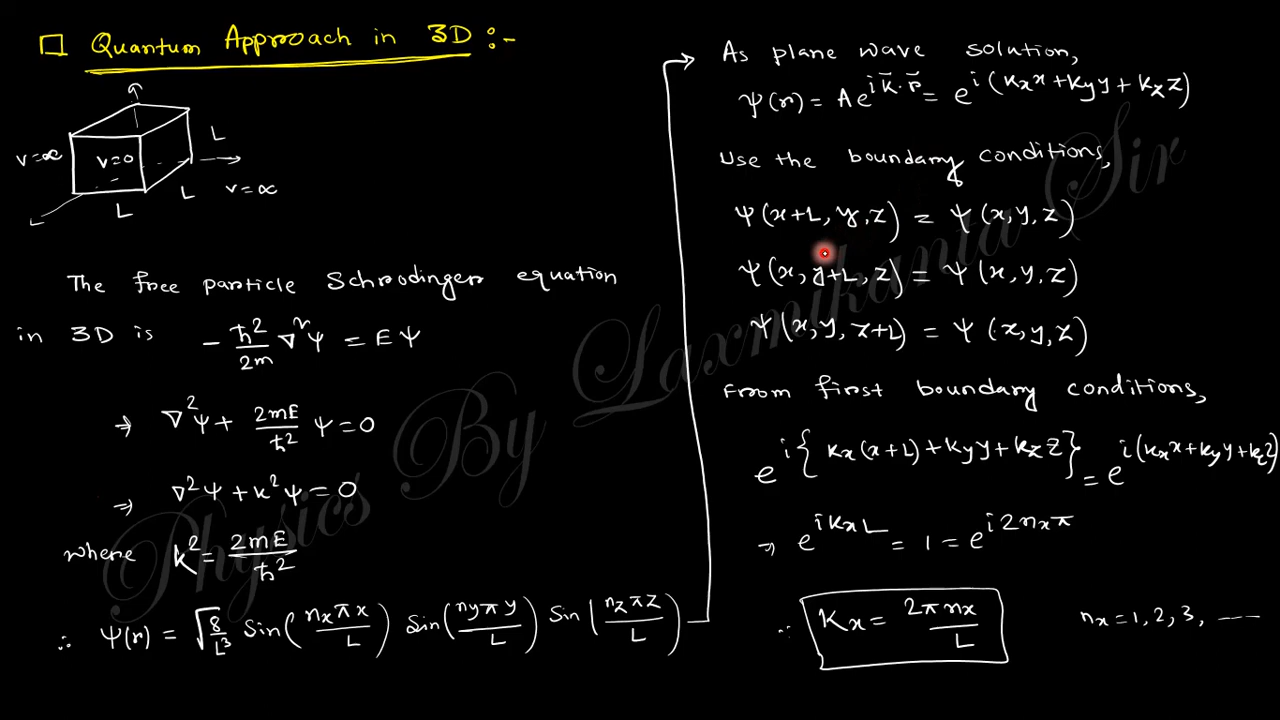 □ Quantum Approach in 3D :-
L
V=∝
V=0
L
V=∝
L
The free particle Schrodinger equation
in 3D is - ħ²/2m ∇²ψ = Eψ
⇒ ∇²ψ + 2mE/ħ² ψ = 0
⇒ ∇²ψ + k²ψ = 0
where k² = 2mE/ħ²
∴ ψ(r) = √(8/L³) Sin(nxπx/L) Sin(nyπy/L) Sin(nzπz/L)
As plane wave solution,
ψ(r) = A e^{i k⃗·r⃗} = e^{i(kxx + kyy + kzz)}
Use the boundary conditions,
ψ(x+L, y, z) = ψ(x, y, z)
ψ(x, y+L, z) = ψ(x, y, z)
ψ(x, y, z+L) = ψ(x, y, z)
From first boundary conditions,
e^{i{kx(x+L) + kyy + kzz}} = e^{i(kxx + kyy + kz)}
⇒ e^{ikxL} = 1 = e^{i2nxπ}
∴ Kx = 2πnx/L nx = 1, 2, 3, ----
Physics By Laxmikanta Sir